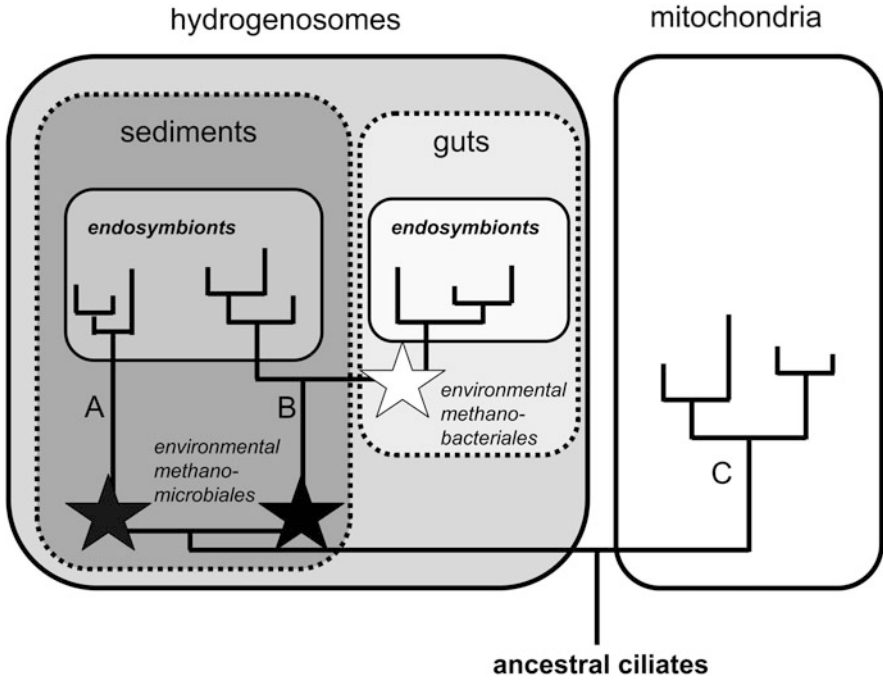 hydrogenosomes
mitochondria
sediments
guts
endosymbionts
endosymbionts
A
B
environmental
methano-
bacteriales
environmental
methano-
microbiales
C
ancestral ciliates